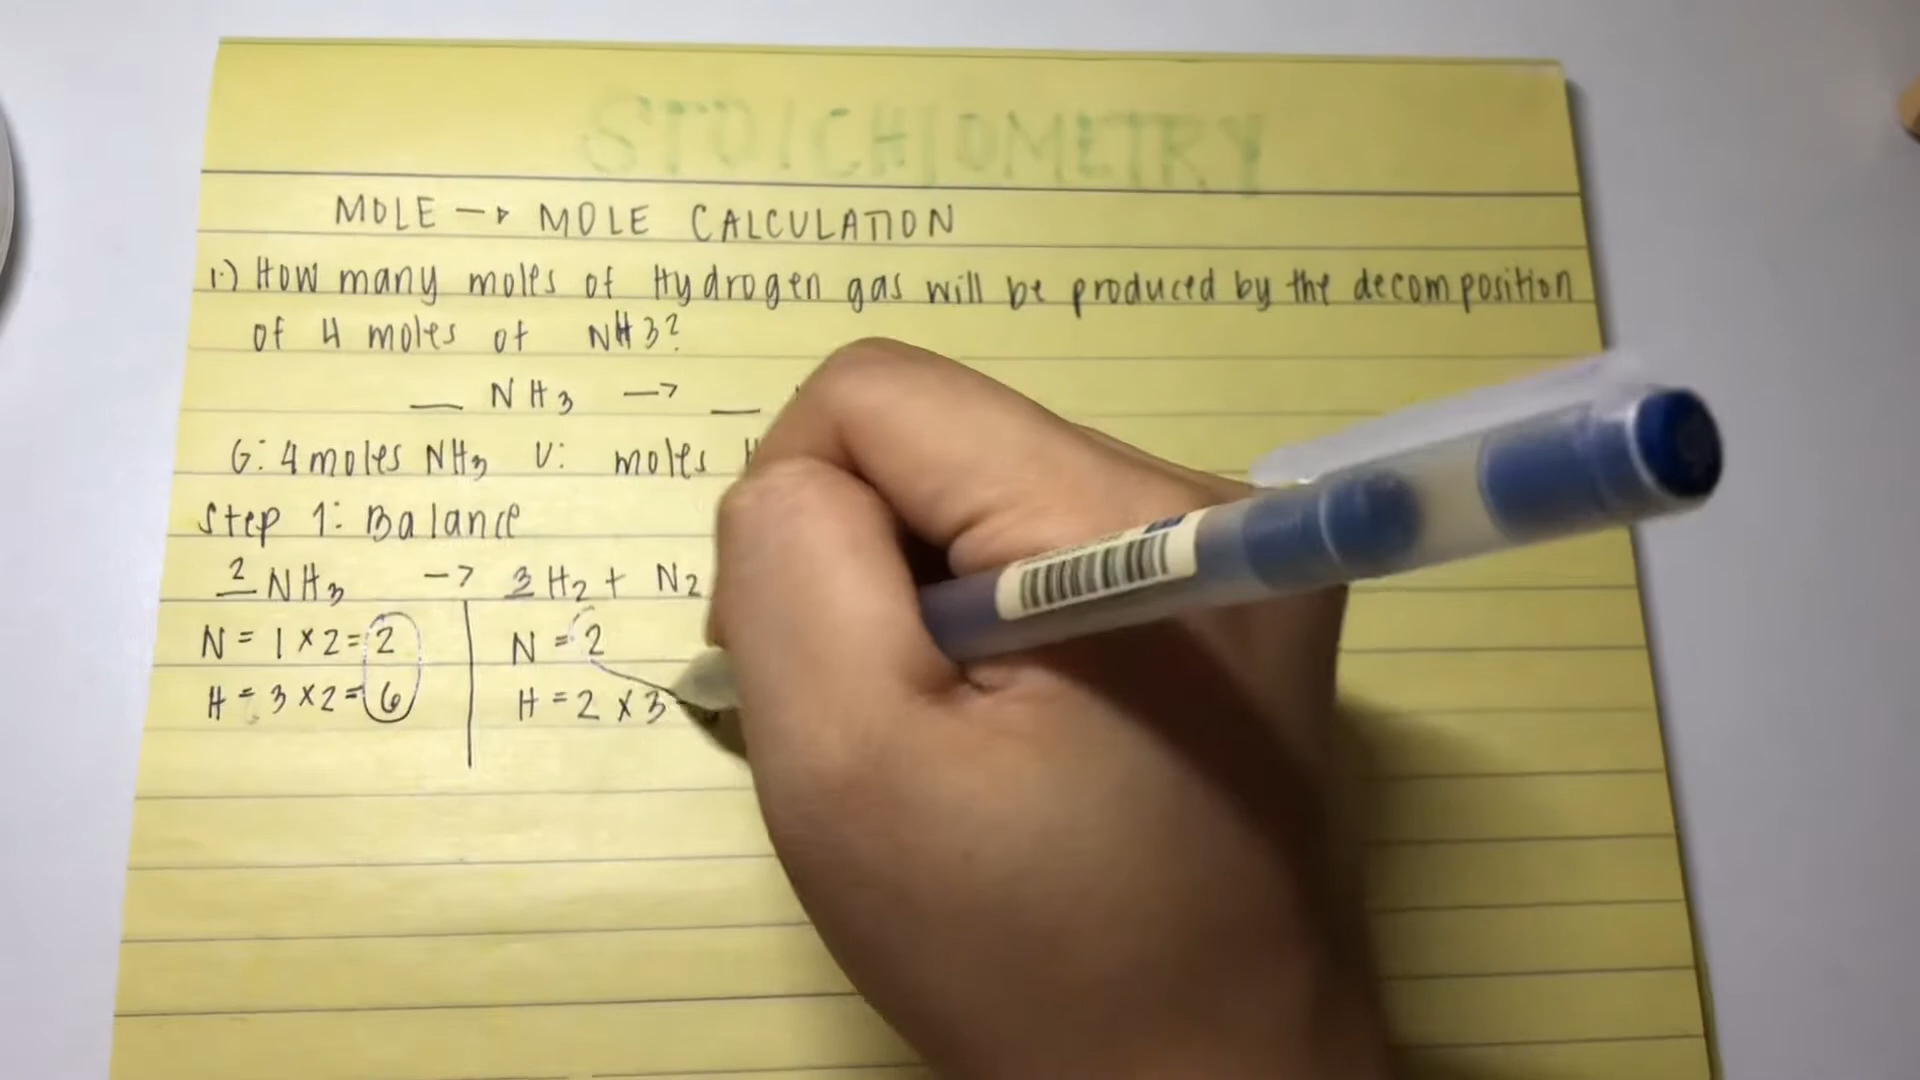 STOICHIOMETRY
MOLE → MOLE CALCULATION
1.) How many moles of Hydrogen gas will be produced by the decomposition
of 4 moles of NH3?
__ NH3 → __
G: 4 moles NH3 U: moles
Step 1: Balance
2 NH3 → 3 H2 + N2
N = 1 x 2 = 2 N = 2
H = 3 x 2 = 6 H = 2 x 3